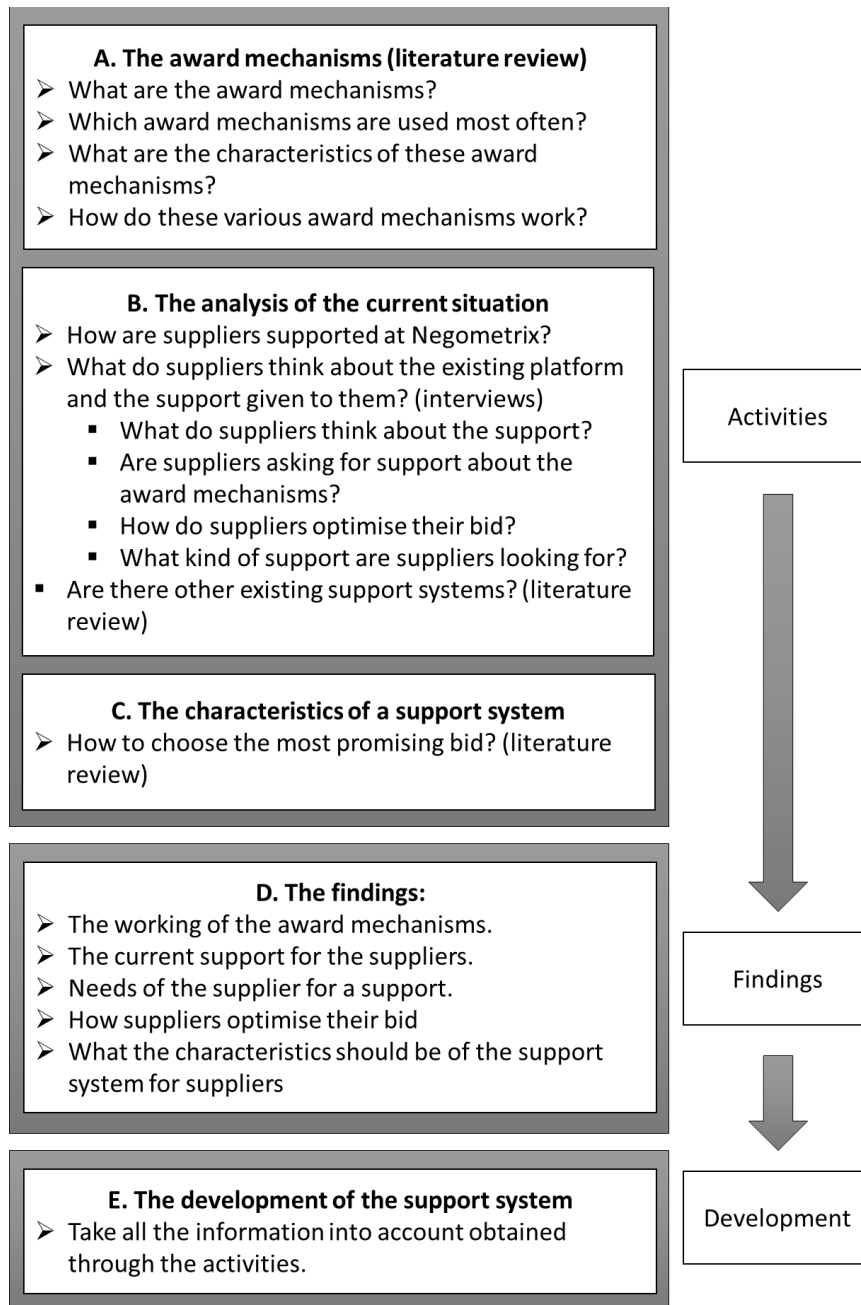 A. The award mechanisms (literature review)
➢ What are the award mechanisms?
➢ Which award mechanisms are used most often?
➢ What are the characteristics of these award
mechanisms?
➢ How do these various award mechanisms work?
B. The analysis of the current situation
➢ How are suppliers supported at Negometrix?
➢ What do suppliers think about the existing platform
and the support given to them? (interviews)
▪ What do suppliers think about the support?
▪ Are suppliers asking for support about the
award mechanisms?
▪ How do suppliers optimise their bid?
▪ What kind of support are suppliers looking for?
▪ Are there other existing support systems? (literature
review)
C. The characteristics of a support system
➢ How to choose the most promising bid? (literature
review)
Activities
D. The findings:
➢ The working of the award mechanisms.
➢ The current support for the suppliers.
➢ Needs of the supplier for a support.
➢ How suppliers optimise their bid
➢ What the characteristics should be of the support
system for suppliers
Findings
E. The development of the support system
➢ Take all the information into account obtained
through the activities.
Development